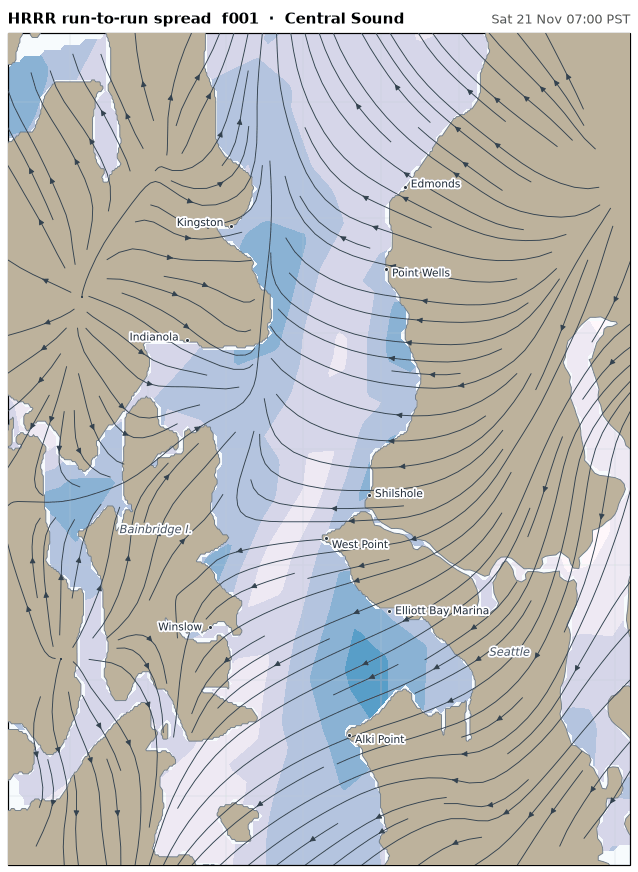 HRRR run-to-run spread f001 · Central Sound
Sat 21 Nov 07:00 PST
Edmonds
Kingston
Point Wells
Indianola
Shilshole
Bainbridge I.
West Point
Elliott Bay Marina
Winslow
Seattle
Alki Point